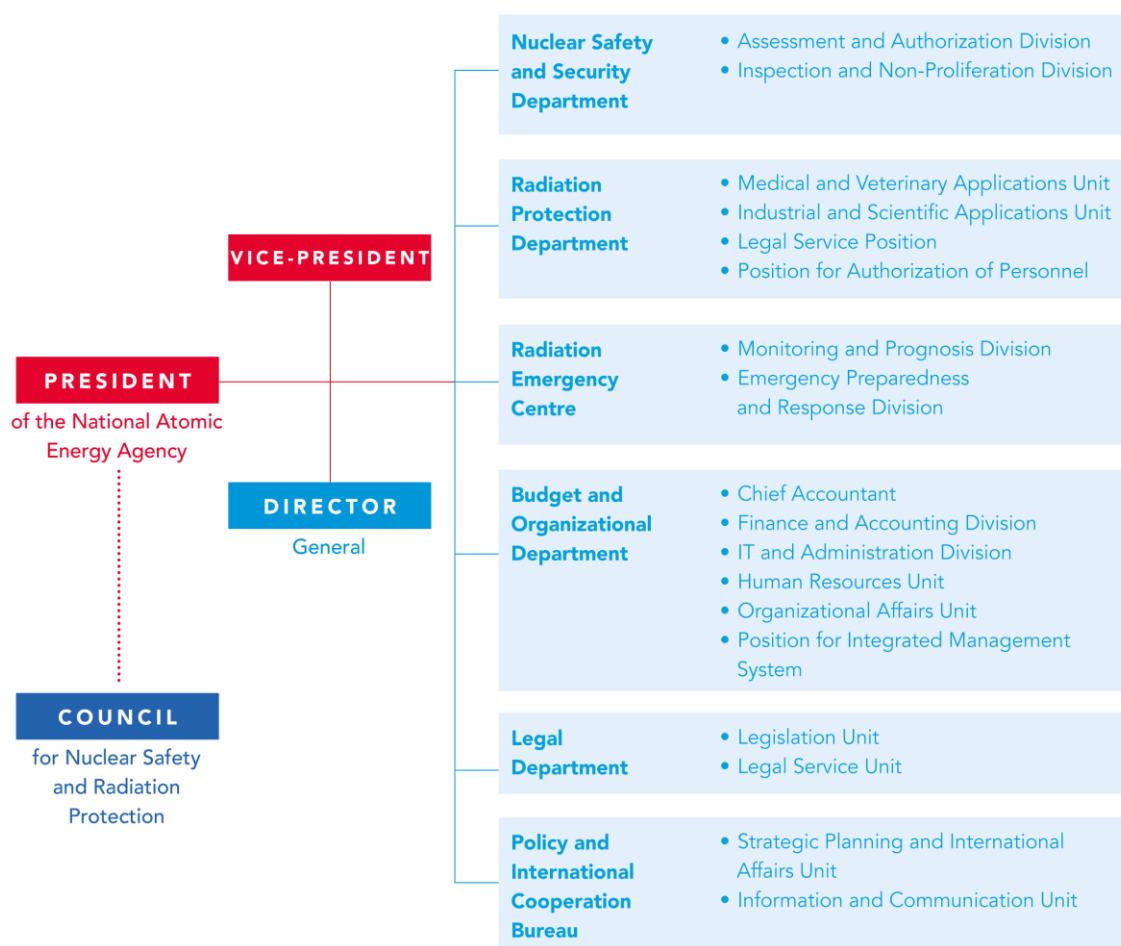 PRESIDENT
of the National Atomic
Energy Agency
COUNCIL
for Nuclear Safety
and Radiation
Protection
VICE-PRESIDENT
DIRECTOR
General
Nuclear Safety
and Security
Department
• Assessment and Authorization Division
• Inspection and Non-Proliferation Division
Radiation
Protection
Department
• Medical and Veterinary Applications Unit
• Industrial and Scientific Applications Unit
• Legal Service Position
• Position for Authorization of Personnel
Radiation
Emergency
Centre
• Monitoring and Prognosis Division
• Emergency Preparedness
and Response Division
Budget and
Organizational
Department
• Chief Accountant
• Finance and Accounting Division
• IT and Administration Division
• Human Resources Unit
• Organizational Affairs Unit
• Position for Integrated Management
System
Legal
Department
• Legislation Unit
• Legal Service Unit
Policy and
International
Cooperation
Bureau
• Strategic Planning and International
Affairs Unit
• Information and Communication Unit